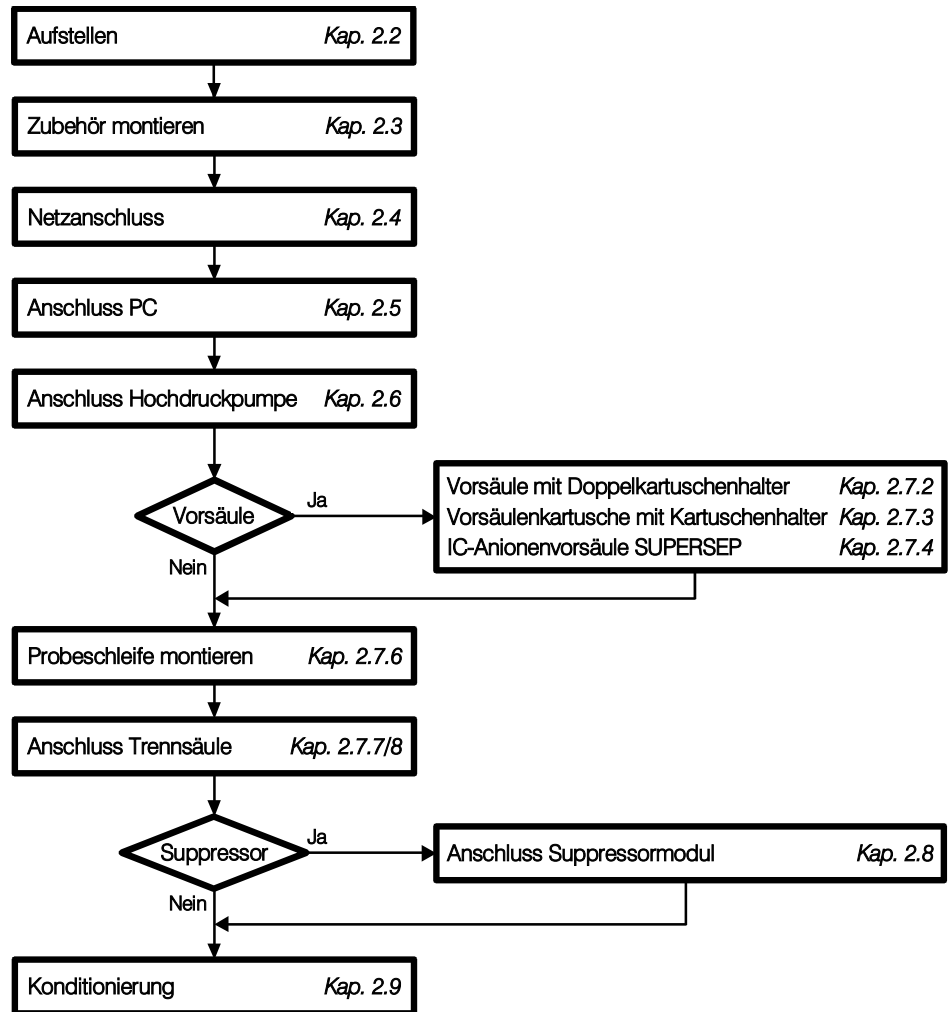 Aufstellen Kap. 2.2
Zubehör montieren Kap. 2.3
Netzanschluss Kap. 2.4
Anschluss PC Kap. 2.5
Anschluss Hochdruckpumpe Kap. 2.6
Vorsäule
Ja
Vorsäule mit Doppelkartuschenhalter Kap. 2.7.2
Vorsäulenkartusche mit Kartuschenhalter Kap. 2.7.3
IC-Anionenvorsäule SUPERSEP Kap. 2.7.4
Nein
Probeschleife montieren Kap. 2.7.6
Anschluss Trennsäule Kap. 2.7.7/8
Suppressor
Ja
Anschluss Suppressormodul Kap. 2.8
Nein
Konditionierung Kap. 2.9